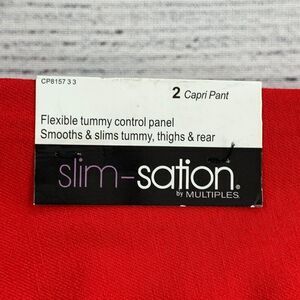 CP8157 3 3
2 Capri Pant
Flexible tummy control panel
Smooths & slims tummy, thighs & rear
slim-sation®
by MULTIPLES